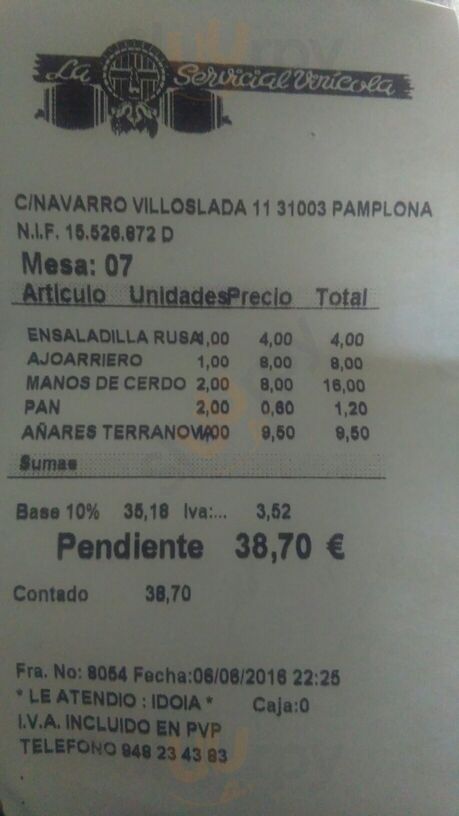 La Servicial Vinícola
C/NAVARRO VILLOSLADA 11 31003 PAMPLONA
N.I.F. 15.526.872 D
Mesa: 07
Articulo Unidades Precio Total
ENSALADILLA RUSA 1,00 4,00 4,00
AJOARRIERO 1,00 8,00 8,00
MANOS DE CERDO 2,00 8,00 16,00
PAN 2,00 0,60 1,20
AÑARES TERRANOVA 1,00 9,50 9,50
Sumas
Base 10% 35,18 Iva:... 3,52
Pendiente 38,70 €
Contado 38,70
Fra. No: 8054 Fecha:06/06/2016 22:25
* LE ATENDIO : IDOIA * Caja:0
I.V.A. INCLUIDO EN PVP
TELEFONO 948 23 43 83